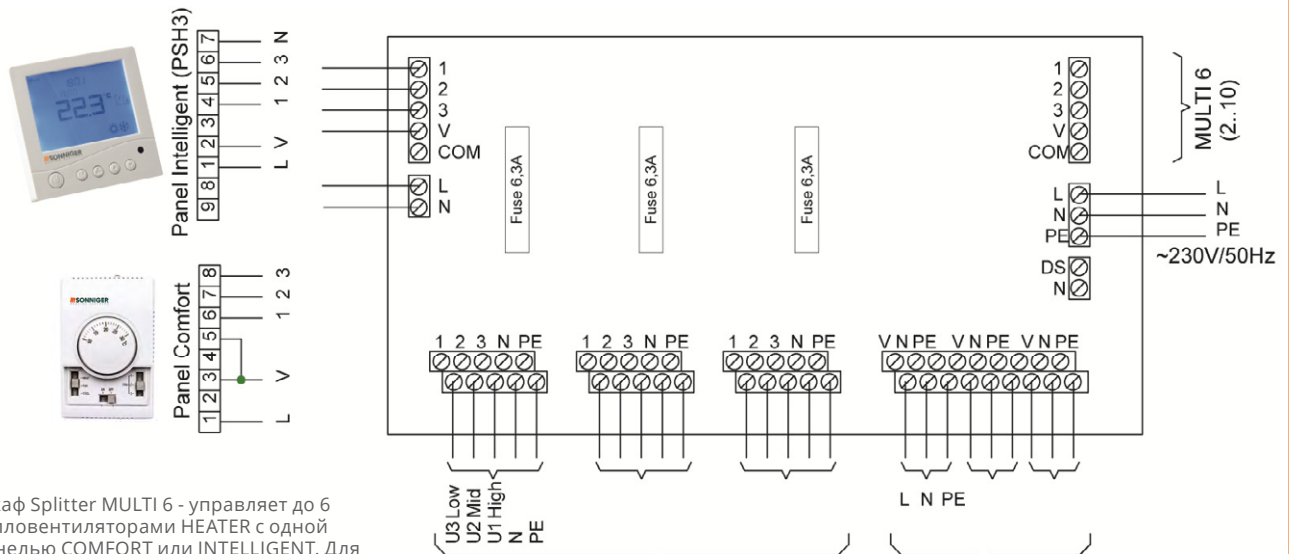 Panel Intelligent (PSH3)
7 N
6 3
5 2
4 1
3
2 V
1 L
8
9
SONNIGER
22.3°
Panel Comfort
8 3
7 2
6 1
5
4
3 V
2
1 L
SONNIGER
1
2
3
V
COM
L
N
Fuse 6,3A
Fuse 6,3A
Fuse 6,3A
1
2
3
V
COM
MULTI 6
(2..10)
L L
N N
PE PE
~230V/50Hz
DS
N
1 2 3 N PE
1 2 3 N PE
1 2 3 N PE
V N PE V N PE V N PE
U3 Low
U2 Mid
U1 High
N
PE
L N PE
аф Splitter MULTI 6 - управляет до 6
ловентиляторами HEATER с одной
нелью COMFORT или INTELLIGENT. Для